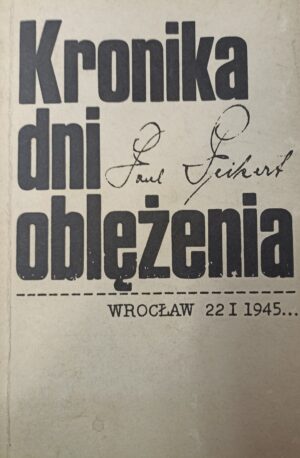 Kronika
dni
Paul Peikert
oblężenia
WROCŁAW 22 I 1945...